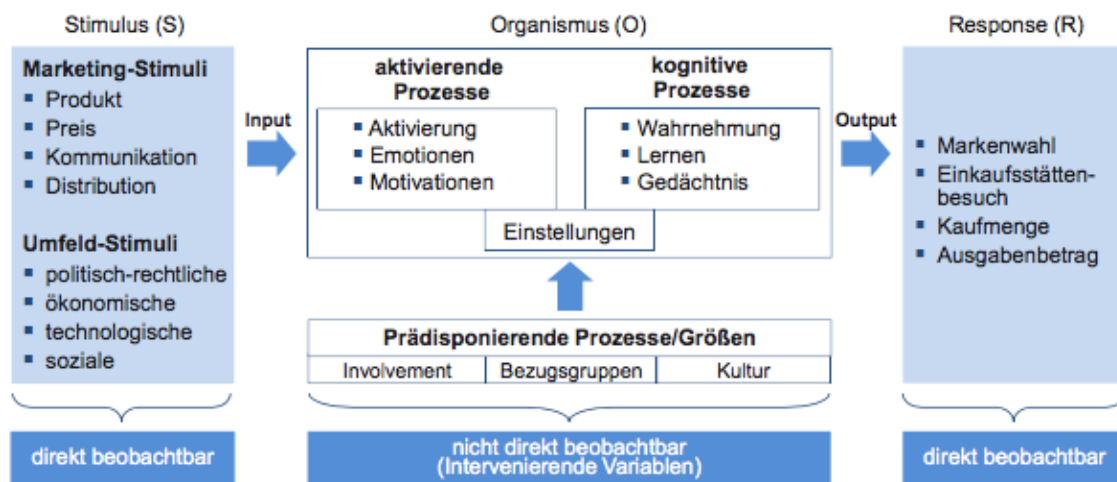 Stimulus (S)
Marketing-Stimuli
▪ Produkt
▪ Preis
▪ Kommunikation
▪ Distribution
Umfeld-Stimuli
▪ politisch-rechtliche
▪ ökonomische
▪ technologische
▪ soziale
direkt beobachtbar
Input
Organismus (O)
aktivierende
Prozesse
▪ Aktivierung
▪ Emotionen
▪ Motivationen
kognitive
Prozesse
▪ Wahrnehmung
▪ Lernen
▪ Gedächtnis
Einstellungen
Prädisponierende Prozesse/Größen
Involvement
Bezugsgruppen
Kultur
nicht direkt beobachtbar
(Intervenierende Variablen)
Output
Response (R)
▪ Markenwahl
▪ Einkaufsstätten-
besuch
▪ Kaufmenge
▪ Ausgabenbetrag
direkt beobachtbar